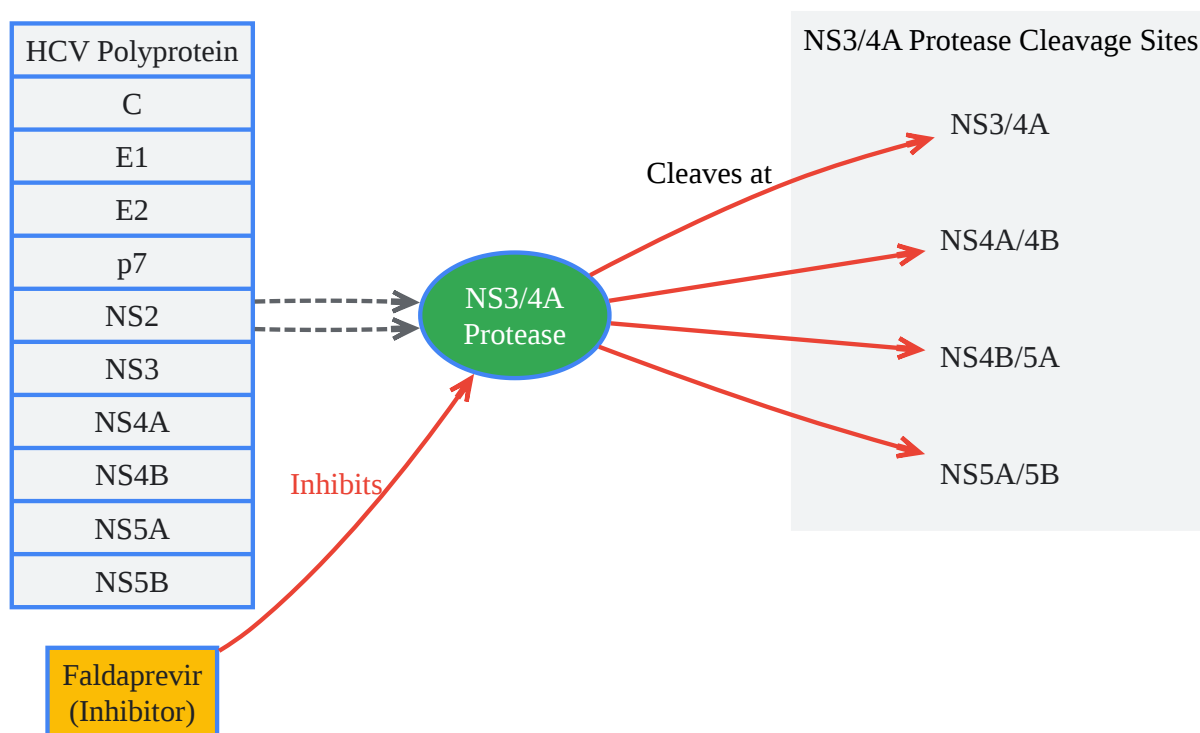 HCV Polyprotein
C
E1
E2
p7
NS2
NS3
NS4A
NS4B
NS5A
NS5B
Faldaprevir
(Inhibitor)
Inhibits
NS3/4A
Protease
Cleaves at
NS3/4A Protease Cleavage Sites
NS3/4A
NS4A/4B
NS4B/5A
NS5A/5B